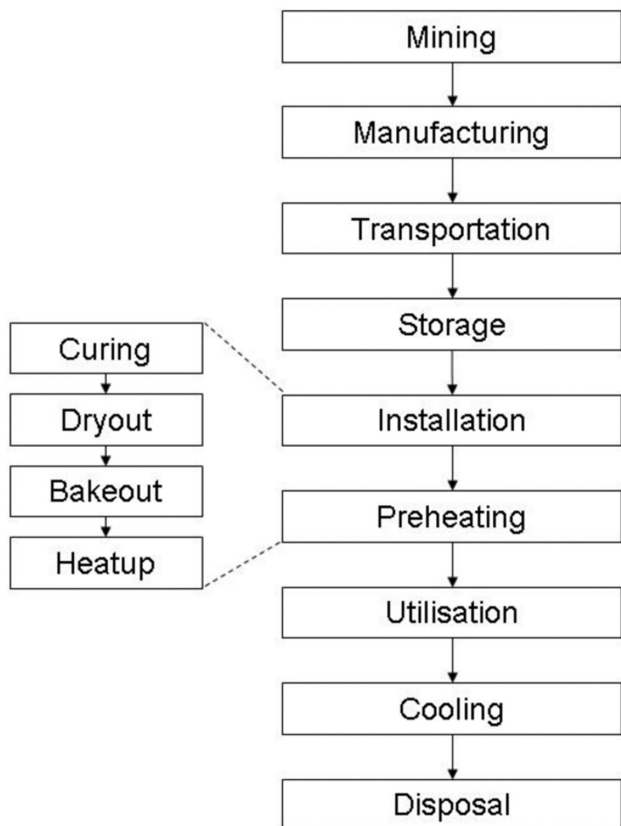 Mining
Manufacturing
Transportation
Storage
Curing
Installation
Dryout
Bakeout
Preheating
Heatup
Utilisation
Cooling
Disposal